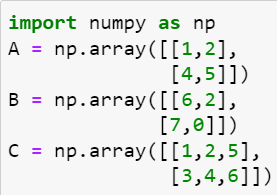 import numpy as np
A = np.array([[1,2],
[4,5]])
B = np.array([[6,2],
[7,0]])
C = np.array([[1,2,5],
[3,4,6]])